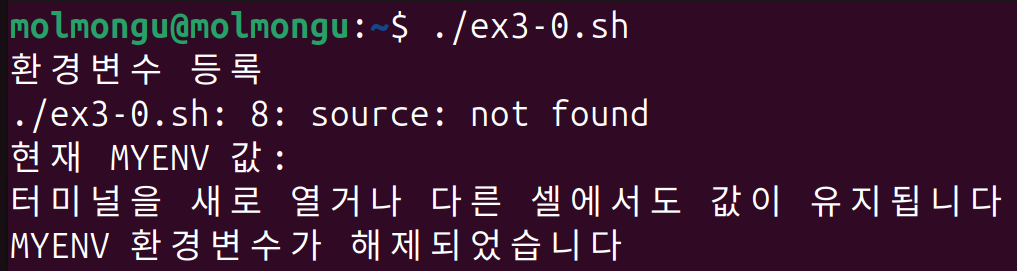 molmongu@molmongu:~$ ./ex3-0.sh
환경변수 등록
./ex3-0.sh: 8: source: not found
현재 MYENV 값:
터미널을 새로 열거나 다른 셀에서도 값이 유지됩니다
MYENV 환경변수가 해제되었습니다